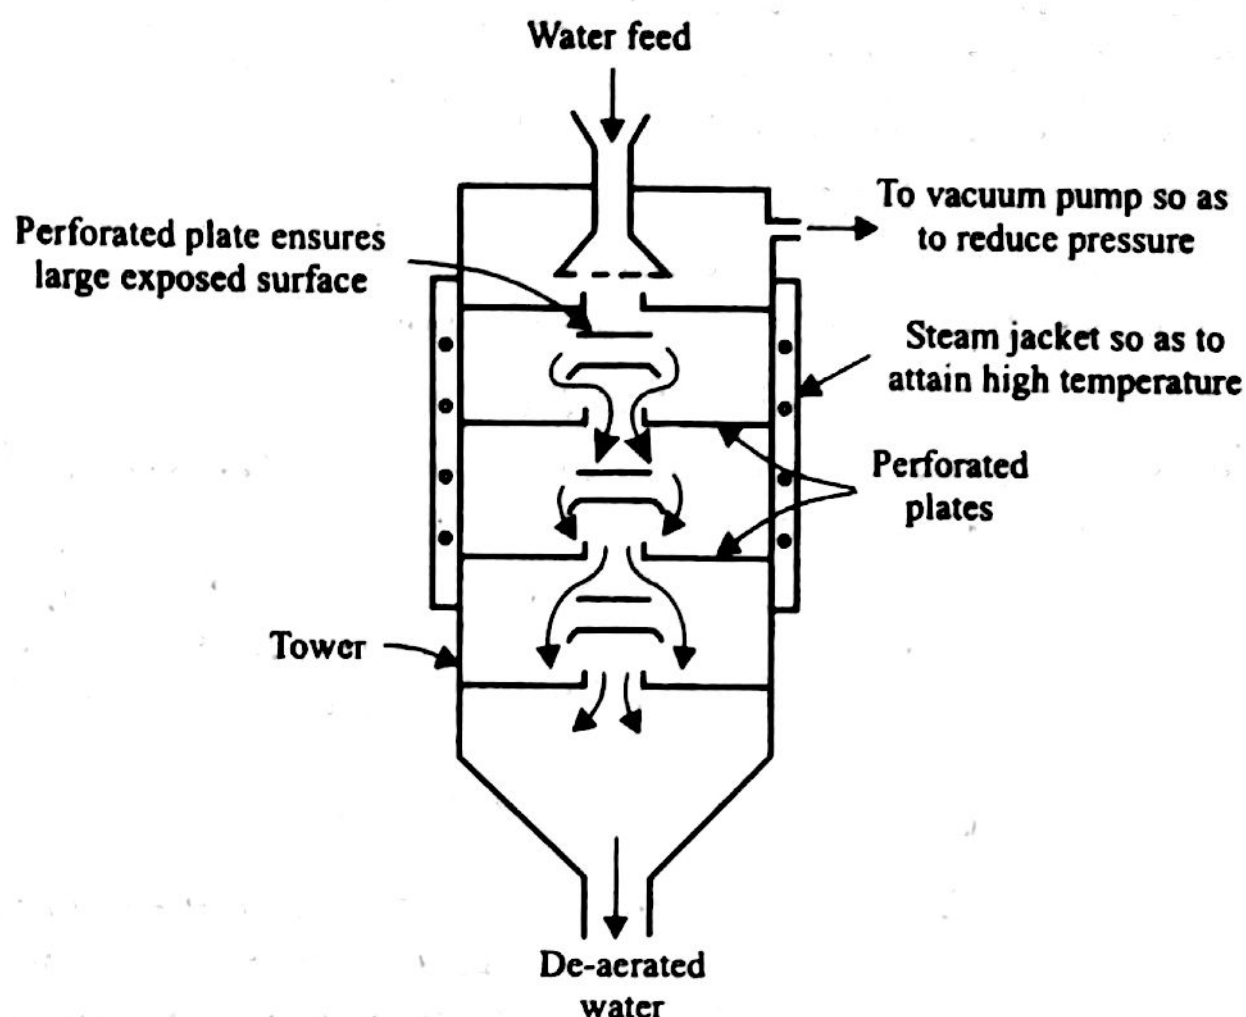 Water feed
To vacuum pump so as
to reduce pressure
Perforated plate ensures
large exposed surface
Steam jacket so as to
attain high temperature
Perforated
plates
Tower
De-aerated
water